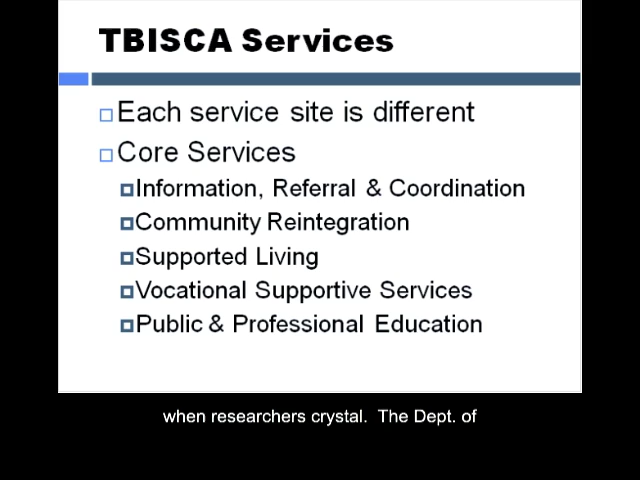 TBISCA Services
Each service site is different
Core Services
Information, Referral & Coordination
Community Reintegration
Supported Living
Vocational Supportive Services
Public & Professional Education
when researchers crystal.  The Dept. of